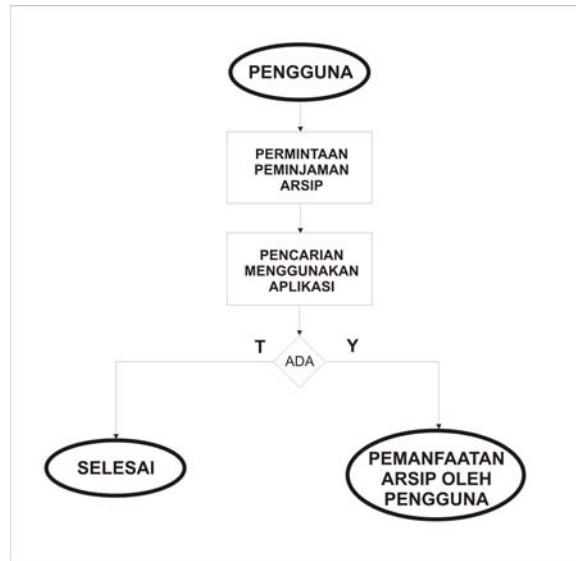 PENGGUNA
PERMINTAAN
PEMINJAMAN
ARSIP
PENCARIAN
MENGGUNAKAN
APLIKASI
T
Y
ADA
SELESAI
PEMANFAATAN
ARSIP OLEH
PENGGUNA